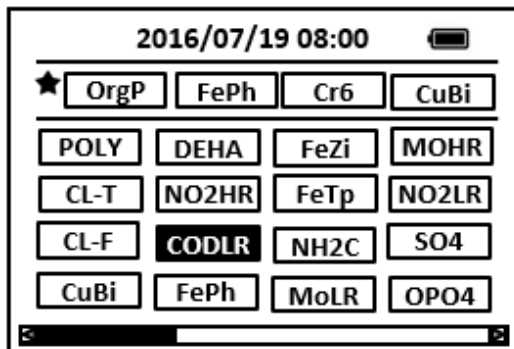 2016/07/19 08:00
OrgP FePh Cr6 CuBi
POLY DEHA FeZi MOHR
CL-T NO2HR FeTp NO2LR
CL-F CODLR NH2C SO4
CuBi FePh MoLR OPO4